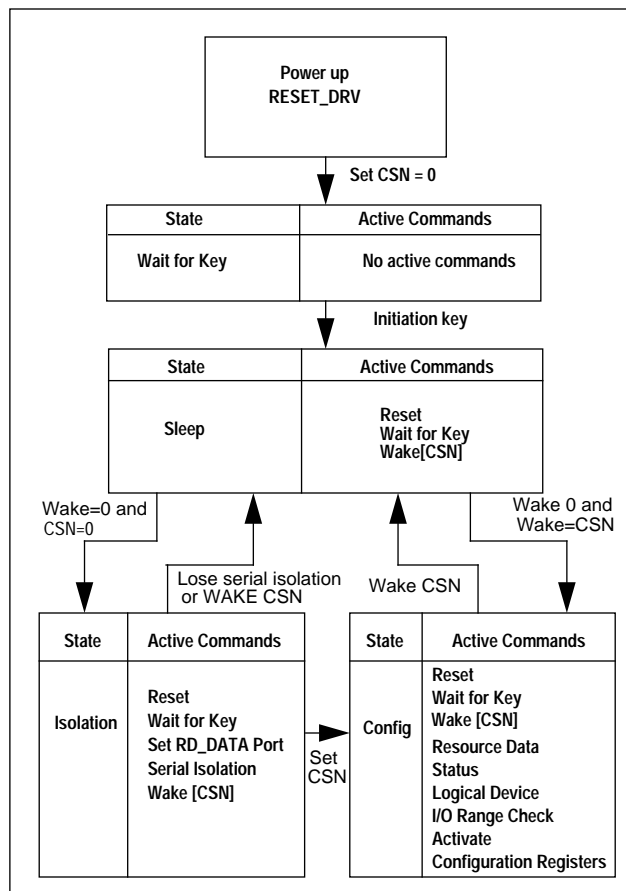 Power up
RESET_DRV
Set CSN = 0
State Active Commands
Wait for Key No active commands
Initiation key
State Active Commands
Sleep
Reset
Wait for Key
Wake[CSN]
Wake=0 and
CSN=0
Wake 0 and
Wake=CSN
Lose serial isolation
or WAKE CSN
Wake CSN
State Active Commands
Isolation
Reset
Wait for Key
Set RD_DATA Port
Serial Isolation
Wake [CSN]
Set
CSN
State Active Commands
Config
Reset
Wait for Key
Wake [CSN]
Resource Data
Status
Logical Device
I/O Range Check
Activate
Configuration Registers